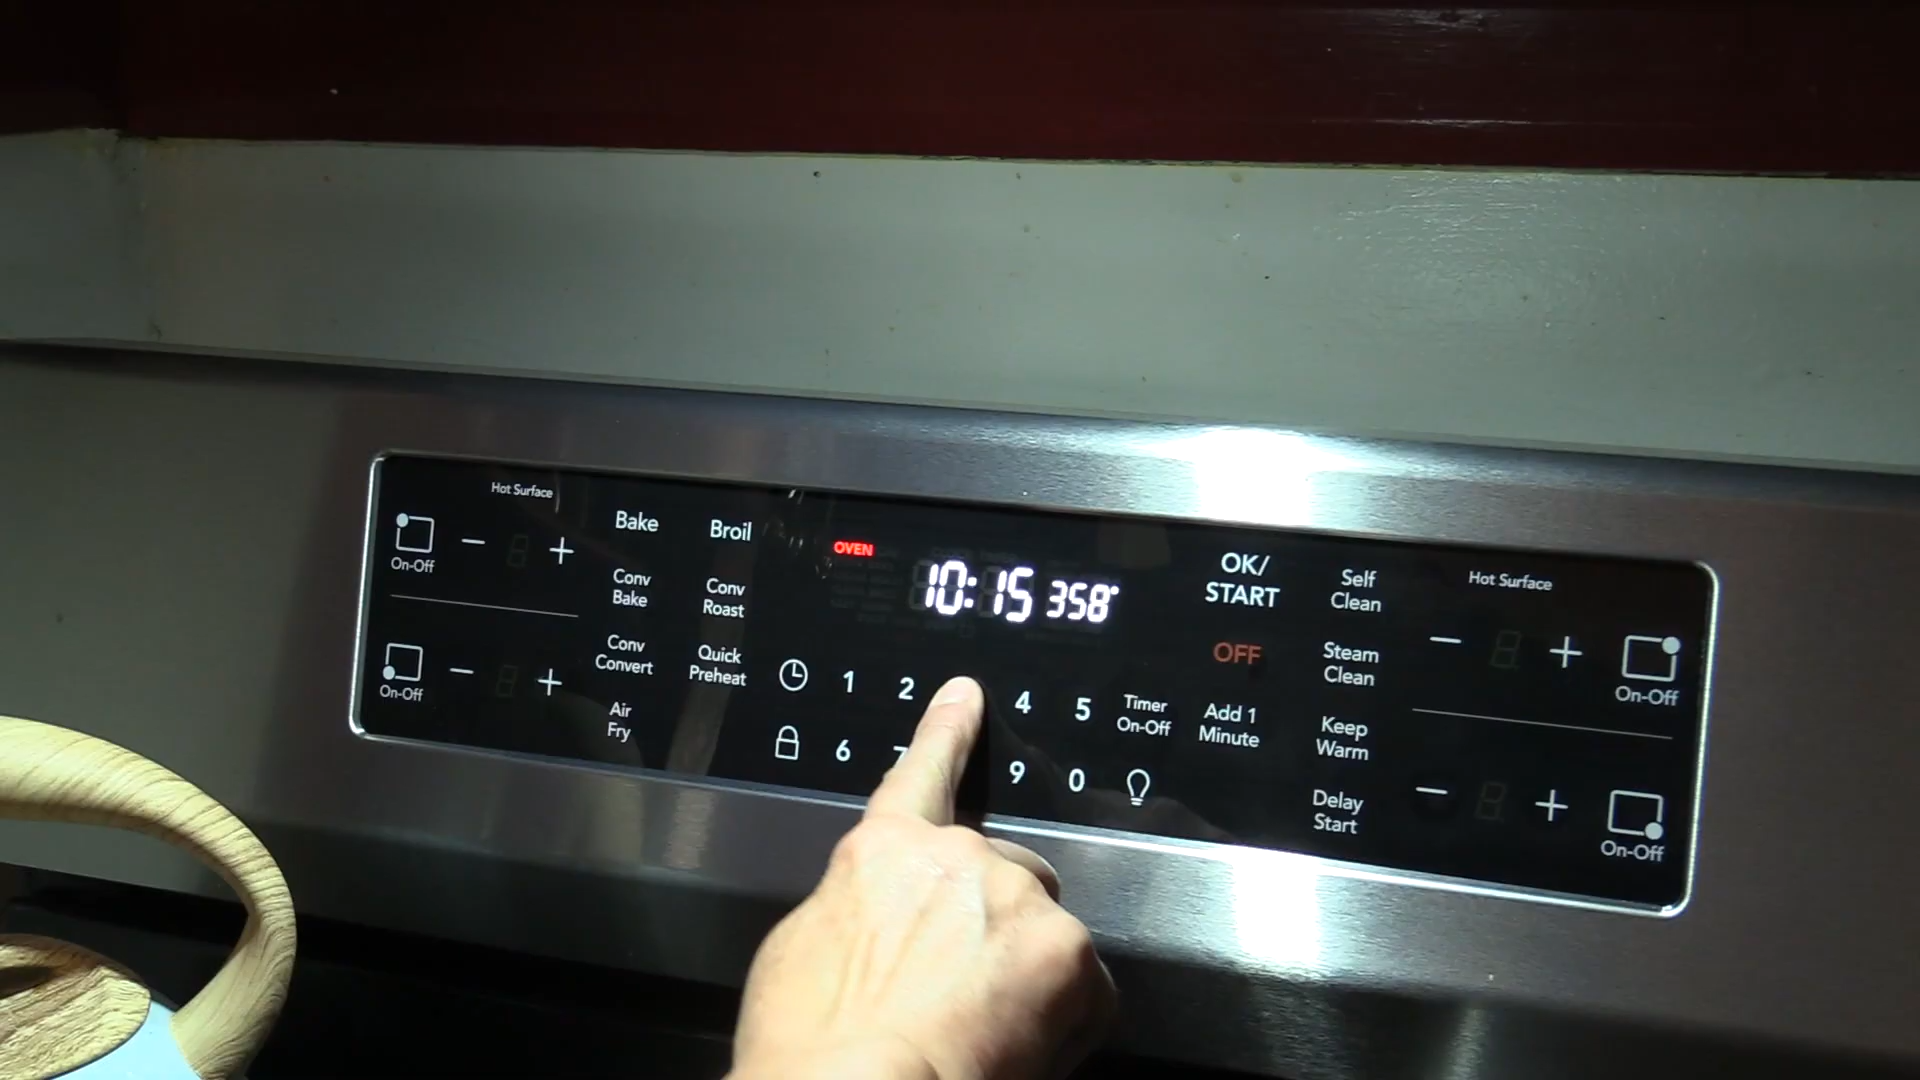 Hot Surface
On-Off
On-Off
Bake
Broil
Conv
Bake
Conv
Roast
Conv
Convert
Quick
Preheat
Air
Fry
OVEN
10:15 358°
1 2 4 5
6 7 9 0
Timer
On-Off
OK/
START
OFF
Add 1
Minute
Self
Clean
Steam
Clean
Keep
Warm
Delay
Start
Hot Surface
On-Off
On-Off